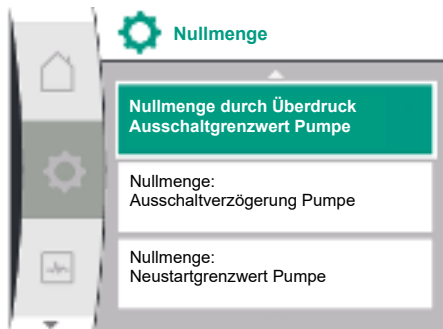 Nullmenge
Nullmenge durch Überdruck
Ausschaltgrenzwert Pumpe
Nullmenge:
Ausschaltverzögerung Pumpe
Nullmenge:
Neustartgrenzwert Pumpe